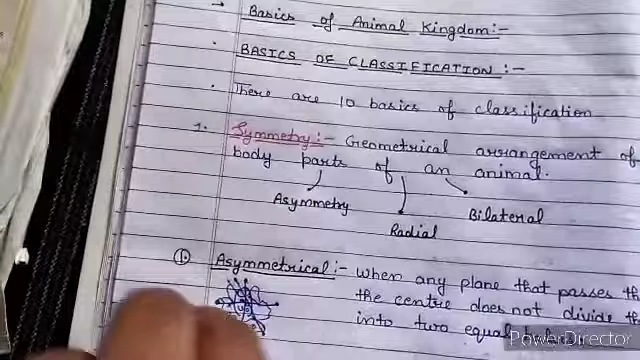 Basics of Animal Kingdom:-
BASICS OF CLASSIFICATION:-
There are 10 basics of classification
1. Symmetry:- Geometrical arrangement of
body parts of an animal.
Asymmetry Radial Bilateral
① Asymmetrical:- When any plane that passes
the centre does not divide
into two equal
PowerDirector